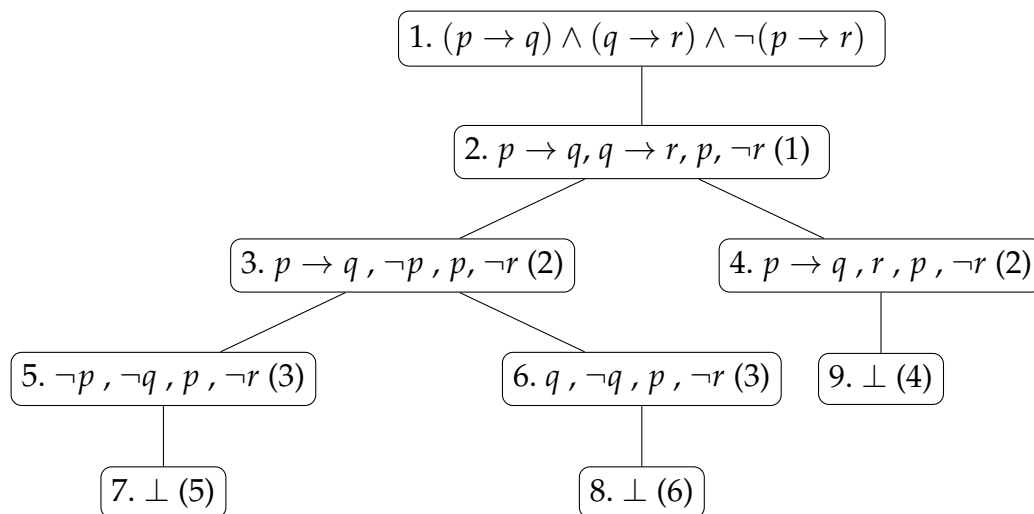 1. (p → q) ∧ (q → r) ∧ ¬(p → r)
2. p → q, q → r, p, ¬r (1)
3. p → q , ¬p , p, ¬r (2)
4. p → q , r , p , ¬r (2)
5. ¬p , ¬q , p , ¬r (3)
6. q , ¬q , p , ¬r (3)
9. ⊥ (4)
7. ⊥ (5)
8. ⊥ (6)